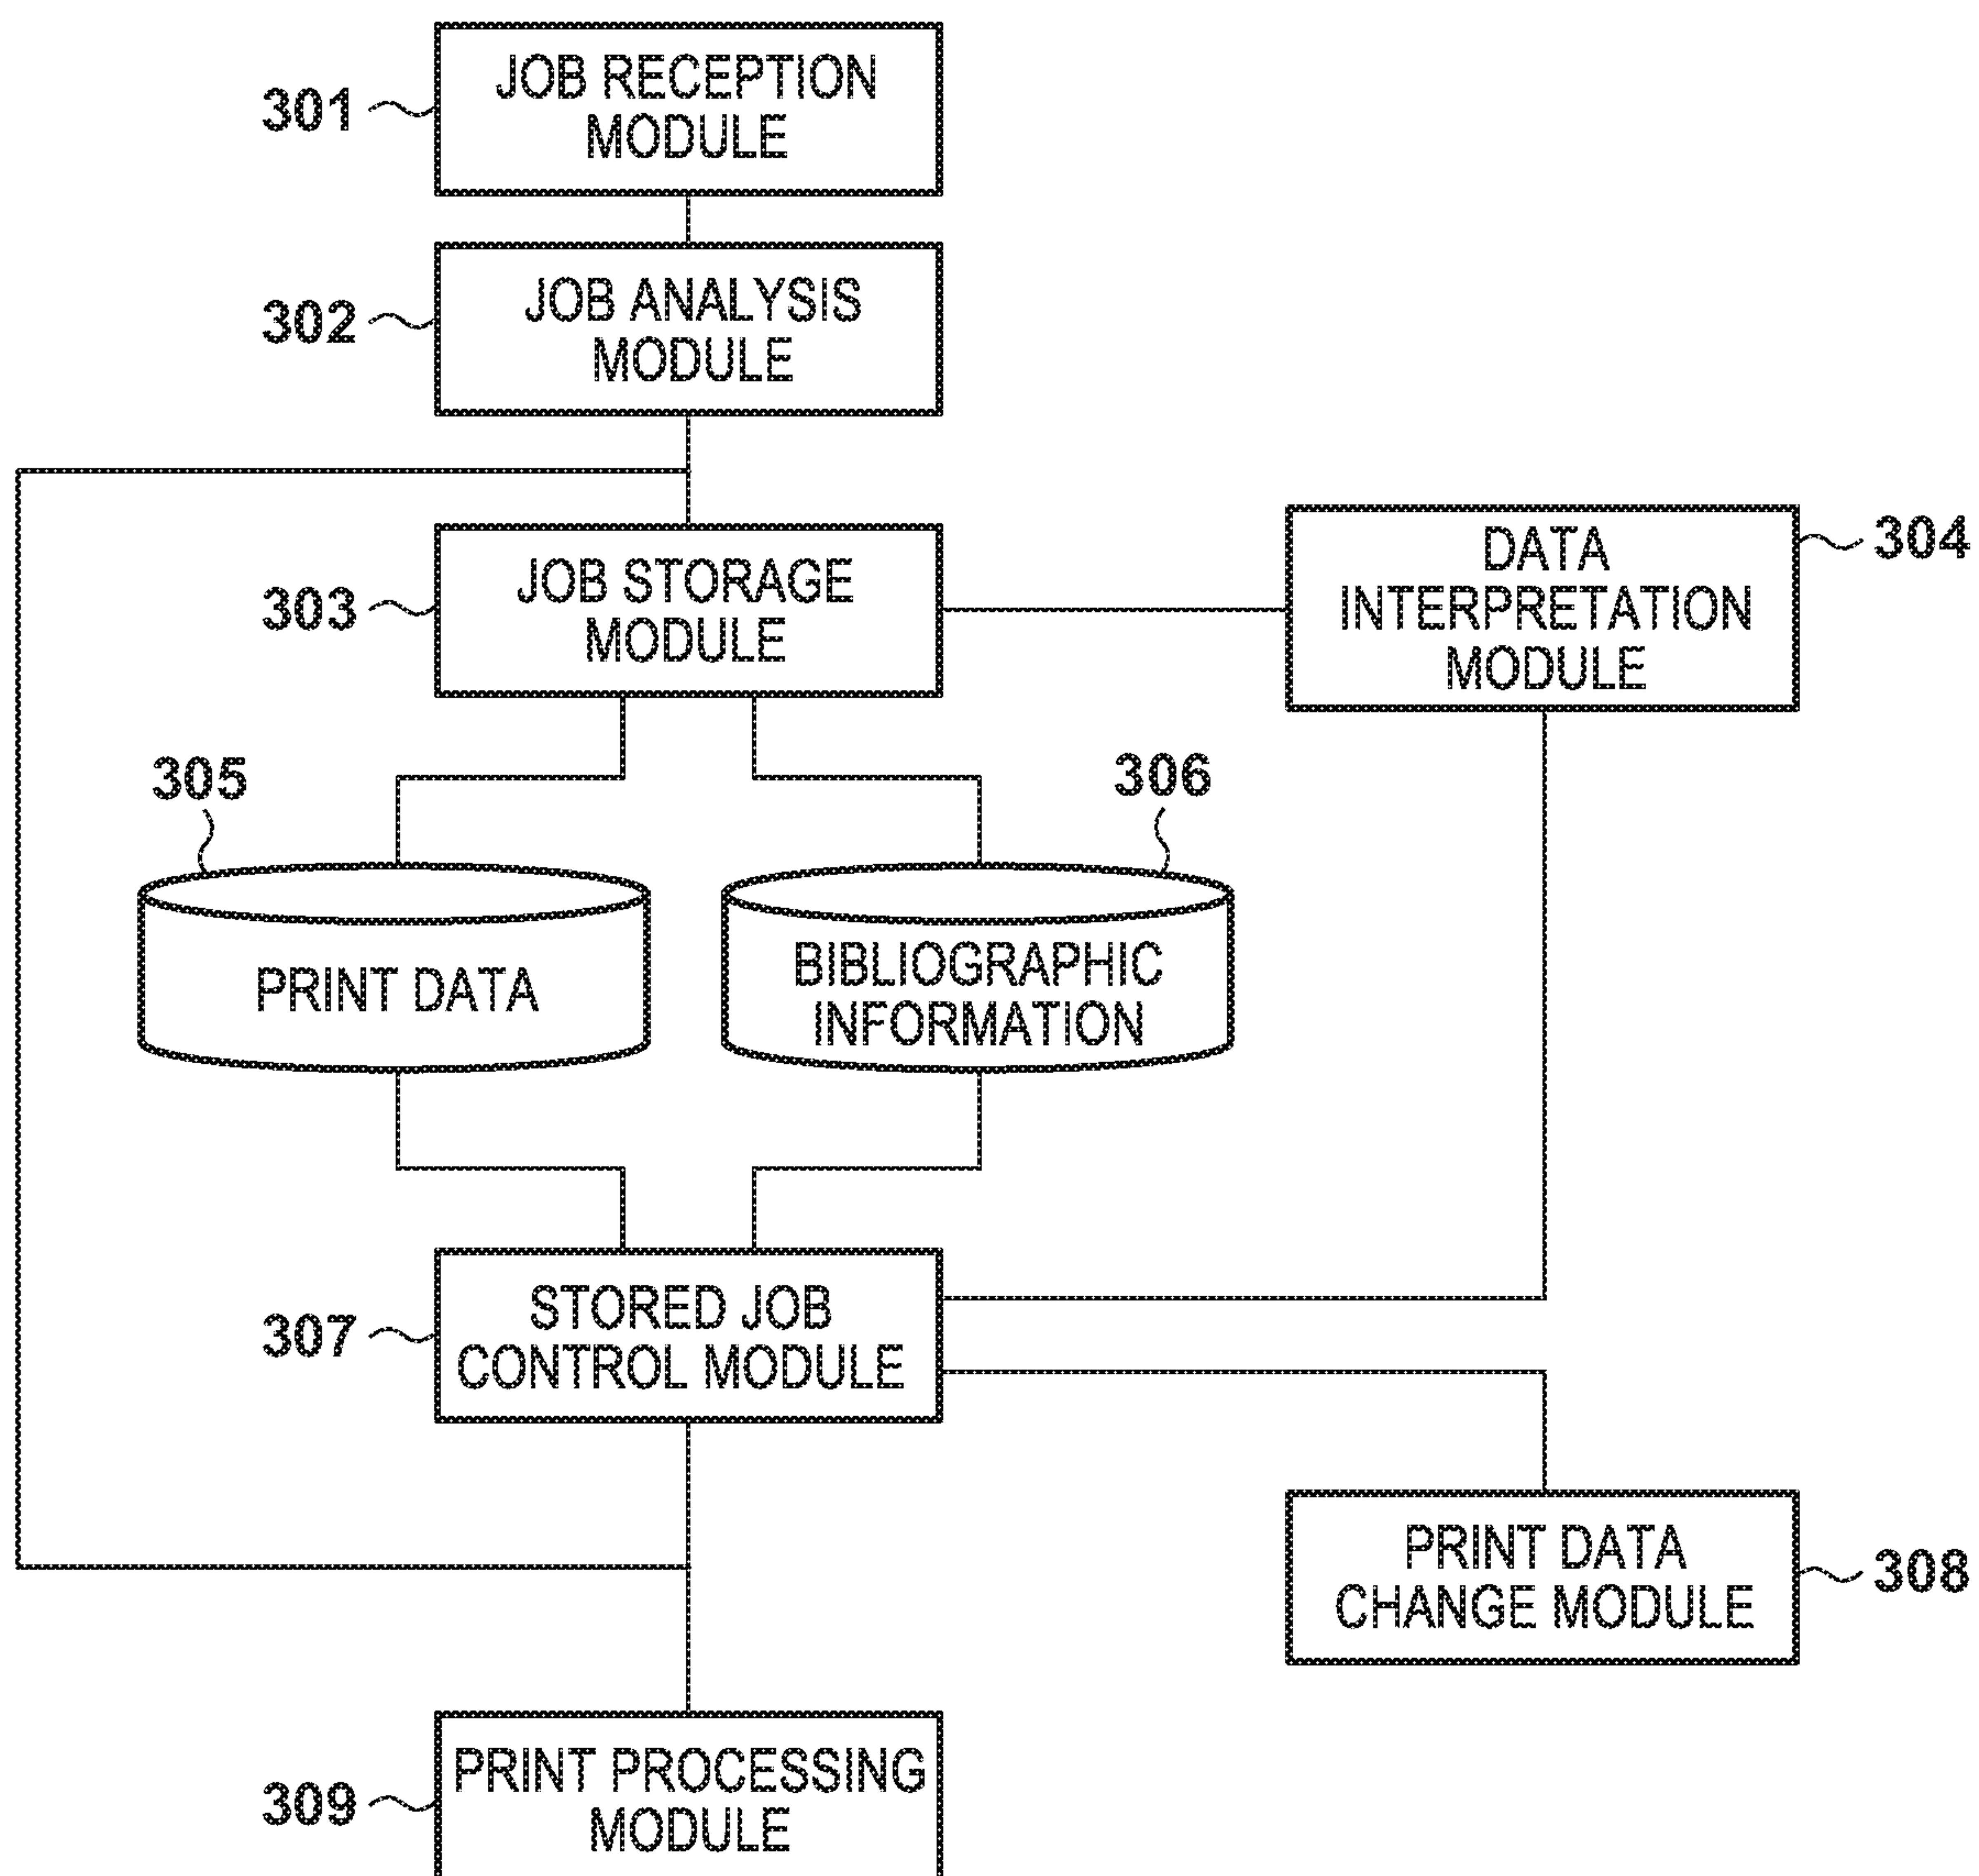 301
JOB RECEPTION
MODULE
302
JOB ANALYSIS
MODULE
303
JOB STORAGE
MODULE
DATA
INTERPRETATION
MODULE
304
305
306
PRINT DATA
BIBLIOGRAPHIC
INFORMATION
307
STORED JOB
CONTROL MODULE
PRINT DATA
CHANGE MODULE
308
309
PRINT PROCESSING
MODULE